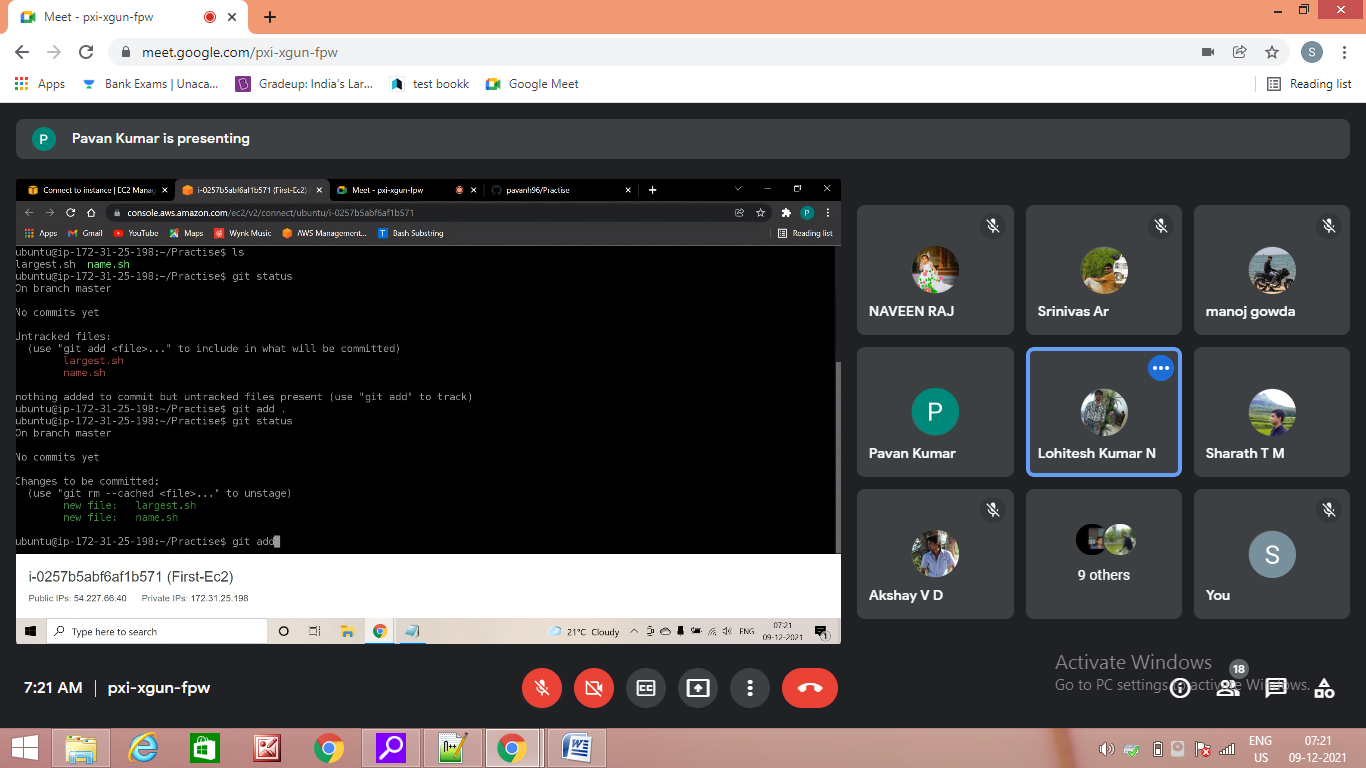 Meet - pxi-xgun-fpw
meet.google.com/pxi-xgun-fpw
S
Apps
Bank Exams | Unaca...
Gradeup: India's Lar...
test bookk
Google Meet
Reading list
P
Pavan Kumar is presenting
Connect to instance | EC2 Manag
i-0257b5abf6af1b571 (First-Ec2)
Meet - pxi-xgun-fpw
pavanh96/Practise
console.aws.amazon.com/ec2/v2/connect/ubuntu/i-0257b5abf6af1b571
P
Apps
Gmail
YouTube
Maps
Wynk Music
AWS Management...
T
Bash Substring
Reading list
ubuntu@ip-172-31-25-198:~/Practise$ ls
largest.sh  name.sh
ubuntu@ip-172-31-25-198:~/Practise$ git status
On branch master
No commits yet
Untracked files:
(use "git add <file>..." to include in what will be committed)
largest.sh
name.sh
nothing added to commit but untracked files present (use "git add" to track)
ubuntu@ip-172-31-25-198:~/Practise$ git add .
ubuntu@ip-172-31-25-198:~/Practise$ git status
On branch master
No commits yet
Changes to be committed:
(use "git rm --cached <file>..." to unstage)
new file:   largest.sh
new file:   name.sh
ubuntu@ip-172-31-25-198:~/Practise$ git add
i-0257b5abf6af1b571 (First-Ec2)
Public IPs: 54.227.66.40 Private IPs: 172.31.25.198
Type here to search
21°C Cloudy
ENG
07:21
09-12-2021
1
NAVEEN RAJ
Srinivas Ar
manoj gowda
P
Pavan Kumar
Lohitesh Kumar N
Sharath T M
Akshay V D
9 others
S
You
7:21 AM | pxi-xgun-fpw
18
Activate Windows
Go to PC settings to activate Windows.
ENG
US
07:21
09-12-2021